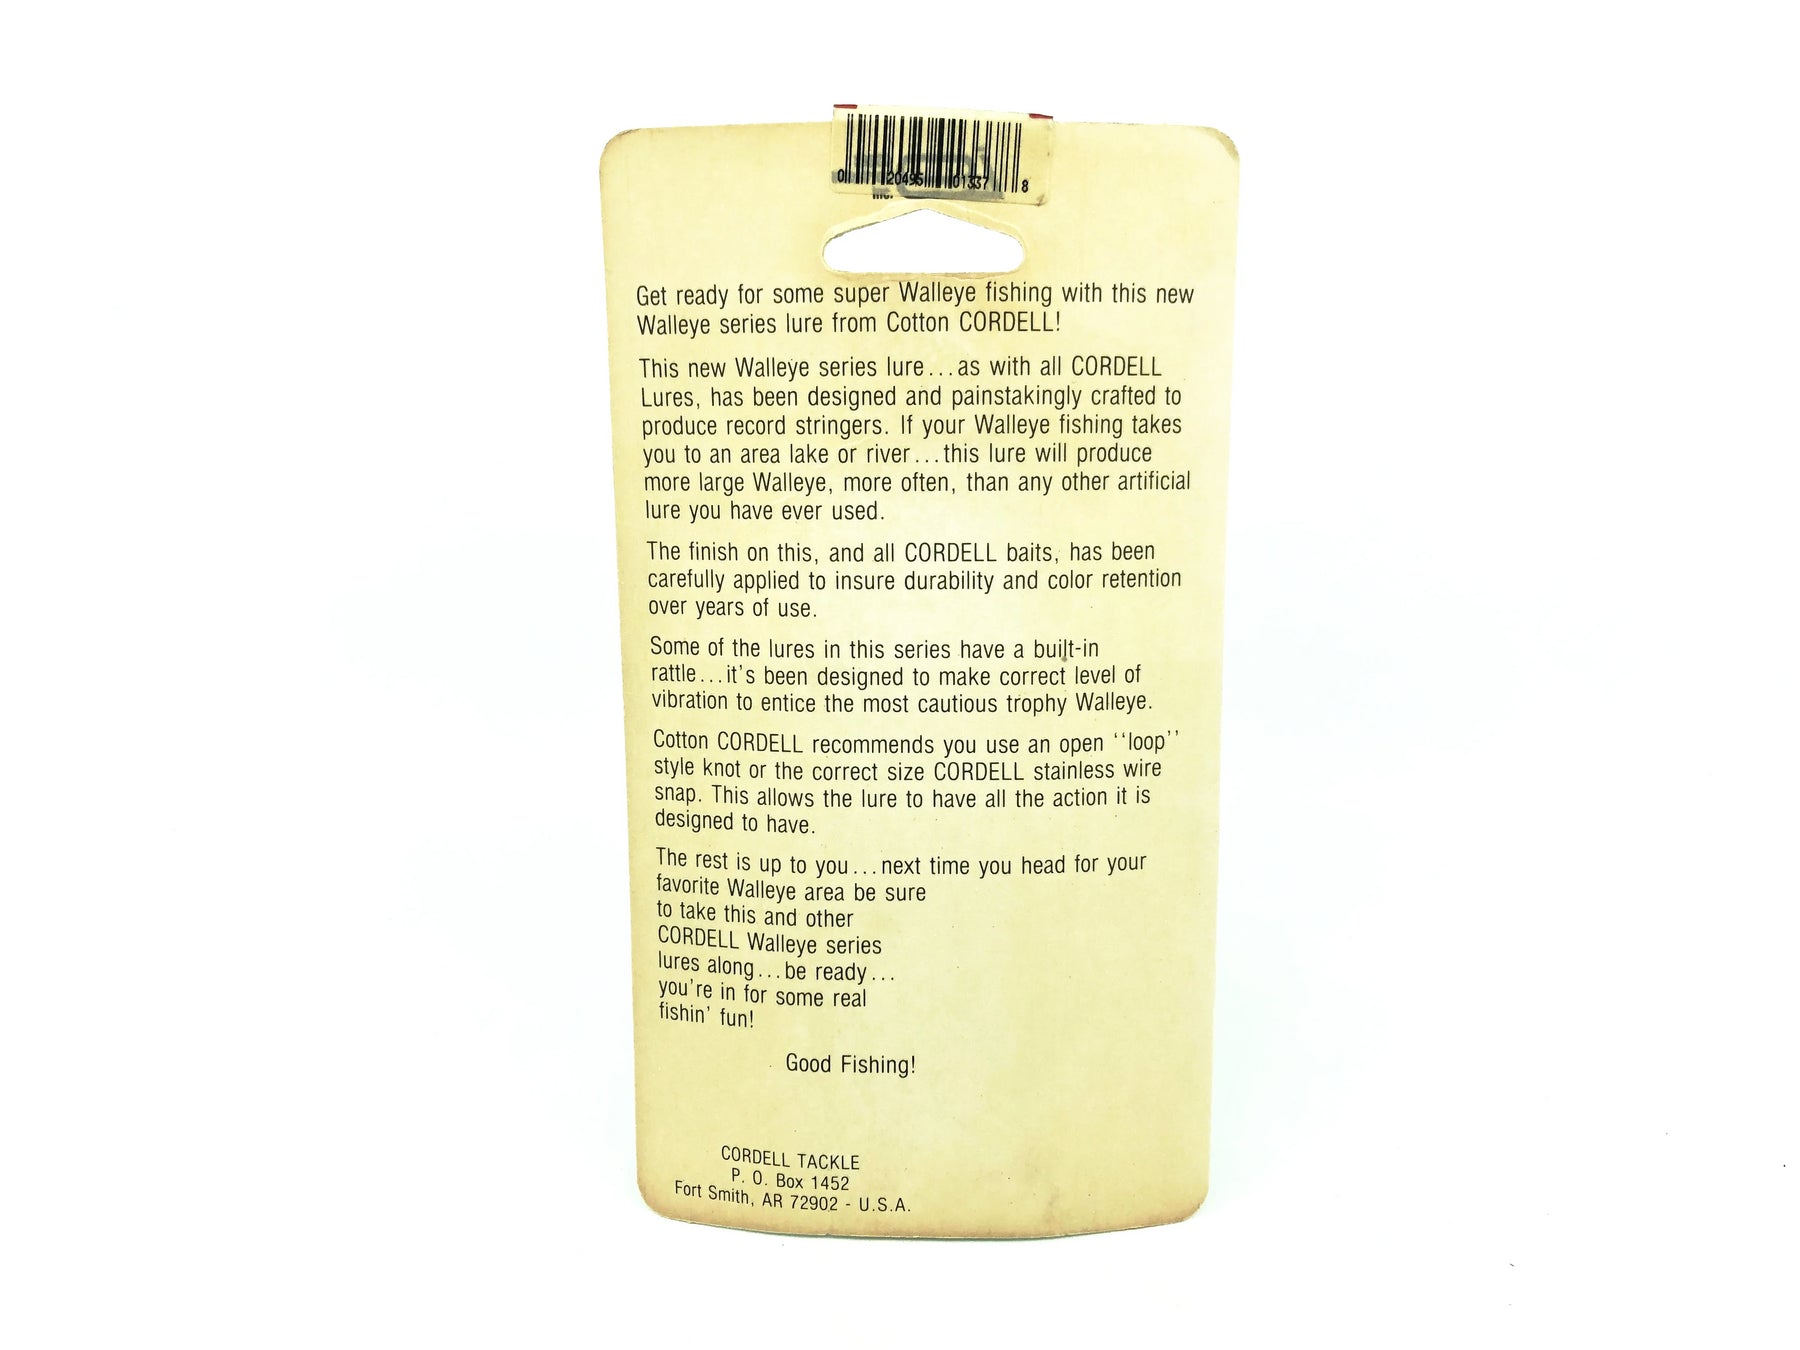 0 20495 01337 8
Inc.
Get ready for some super Walleye fishing with this new
Walleye series lure from Cotton CORDELL!
This new Walleye series lure...as with all CORDELL
Lures, has been designed and painstakingly crafted to
produce record stringers. If your Walleye fishing takes
you to an area lake or river...this lure will produce
more large Walleye, more often, than any other artificial
lure you have ever used.
The finish on this, and all CORDELL baits, has been
carefully applied to insure durability and color retention
over years of use.
Some of the lures in this series have a built-in
rattle...it's been designed to make correct level of
vibration to entice the most cautious trophy Walleye.
Cotton CORDELL recommends you use an open ''loop''
style knot or the correct size CORDELL stainless wire
snap. This allows the lure to have all the action it is
designed to have.
The rest is up to you...next time you head for your
favorite Walleye area be sure
to take this and other
CORDELL Walleye series
lures along...be ready...
you're in for some real
fishin' fun!
Good Fishing!
CORDELL TACKLE
P. O. Box 1452
Fort Smith, AR 72902 - U.S.A.